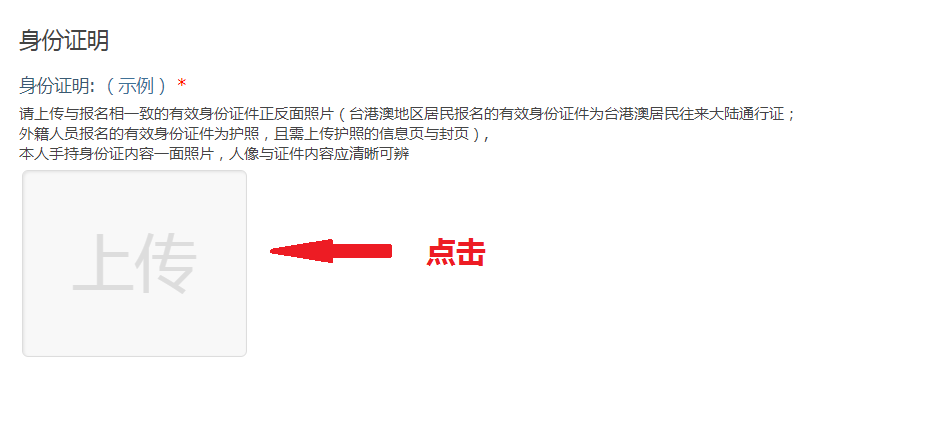 身份证明
身份证明:（示例）*
请上传与报名相一致的有效身份证件正反面照片（台港澳地区居民报名的有效身份证件为台港澳居民往来大陆通行证；
外籍人员报名的有效身份证件为护照，且需上传护照的信息页与封页）,
本人手持身份证内容一面照片，人像与证件内容应清晰可辨
上传
点击